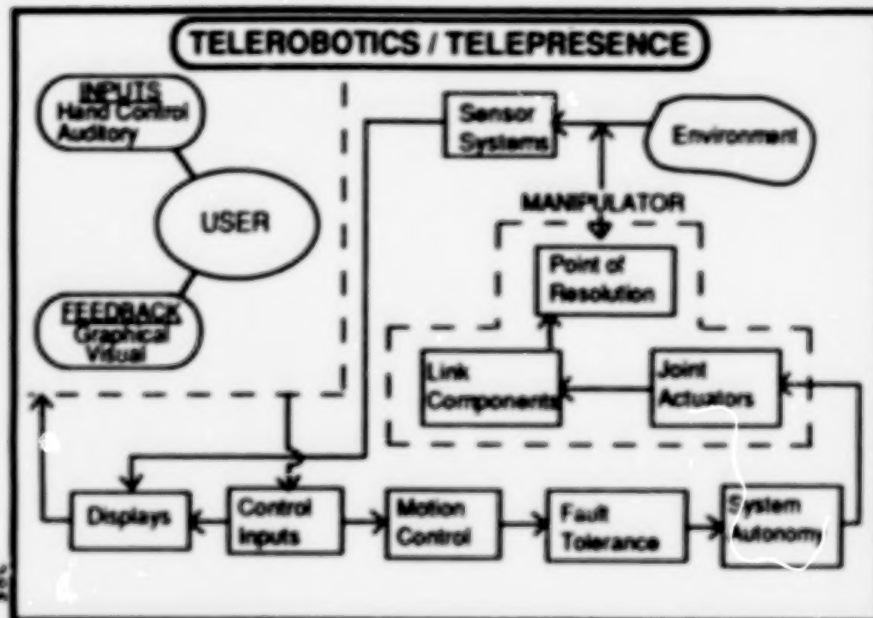 TELEROBOTICS / TELEPRESENCE
INPUTS
Hand Control
Auditory
USER
FEEDBACK
Graphical
Visual
Sensor
Systems
Environment
MANIPULATOR
Point of
Resolution
Link
Components
Joint
Actuators
Displays
Control
Inputs
Motion
Control
Fault
Tolerance
System
Autonomy